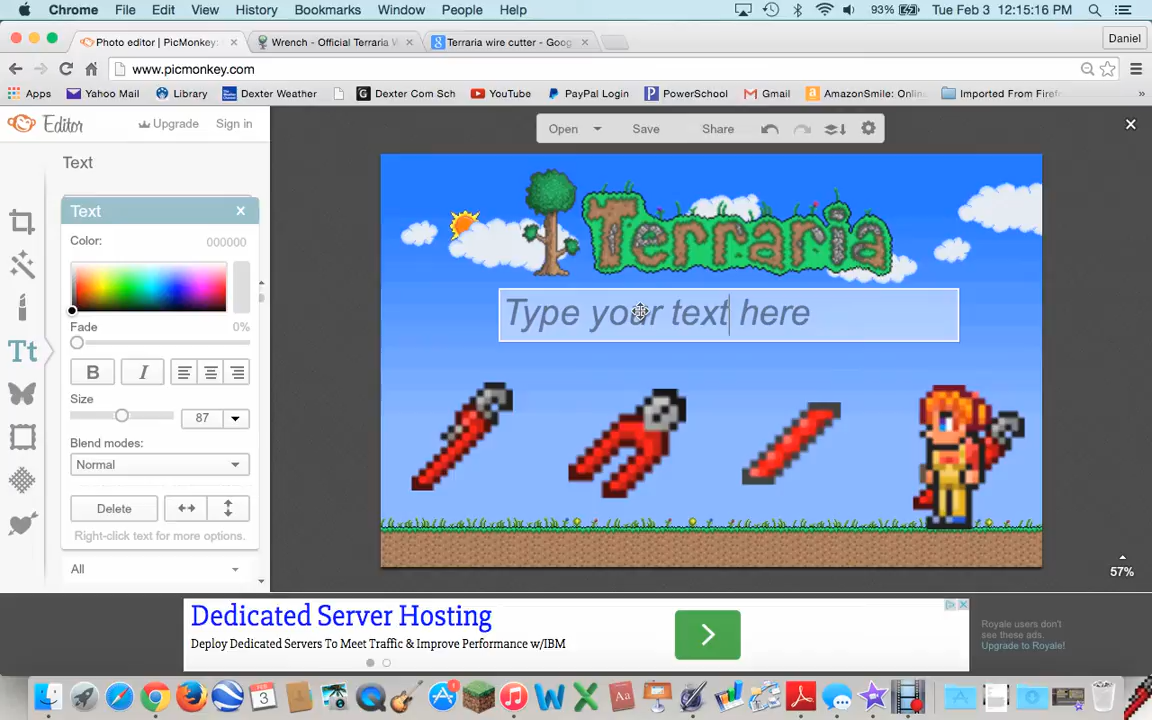 Chrome File Edit View History Bookmarks Window People Help 93% Tue Feb 3 12:15:16 PM
Photo editor | PicMonkey: Wrench - Official Terraria W Terraria wire cutter - Goog Daniel
www.picmonkey.com
Apps Yahoo Mail Library Dexter Weather Dexter Com Sch YouTube PayPal Login PowerSchool Gmail AmazonSmile: Onlin Imported From Firef »
Editor Upgrade Sign in Open Save Share
Text
Text
Color: 000000
Fade 0%
B I
Size
87
Blend modes:
Normal
Delete
Right-click text for more options.
All
Terraria
Type your text here
57%
Dedicated Server Hosting
Deploy Dedicated Servers To Meet Traffic & Improve Performance w/IBM
Royale users don't
see these ads.
Upgrade to Royale!